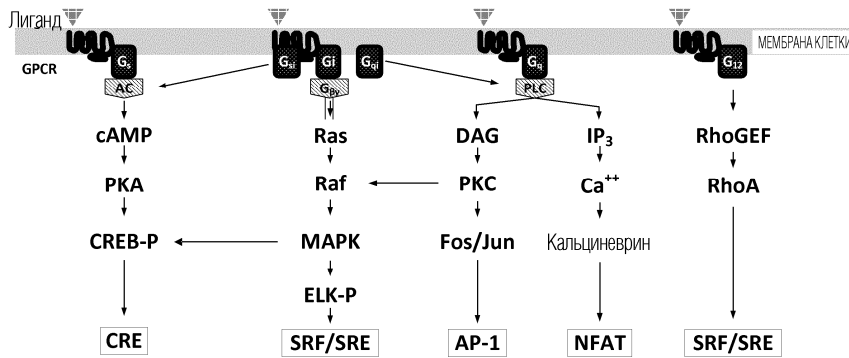 Лиганд
МЕМБРАНА КЛЕТКИ
GPCR
Gs Gsi Gi Gqi Gq G12
AC Gβγ PLC
cAMP Ras DAG IP3 RhoGEF
PKA Raf PKC Ca++ RhoA
CREB-P MAPK Fos/Jun Кальциневрин
ELK-P
CRE SRF/SRE AP-1 NFAT SRF/SRE